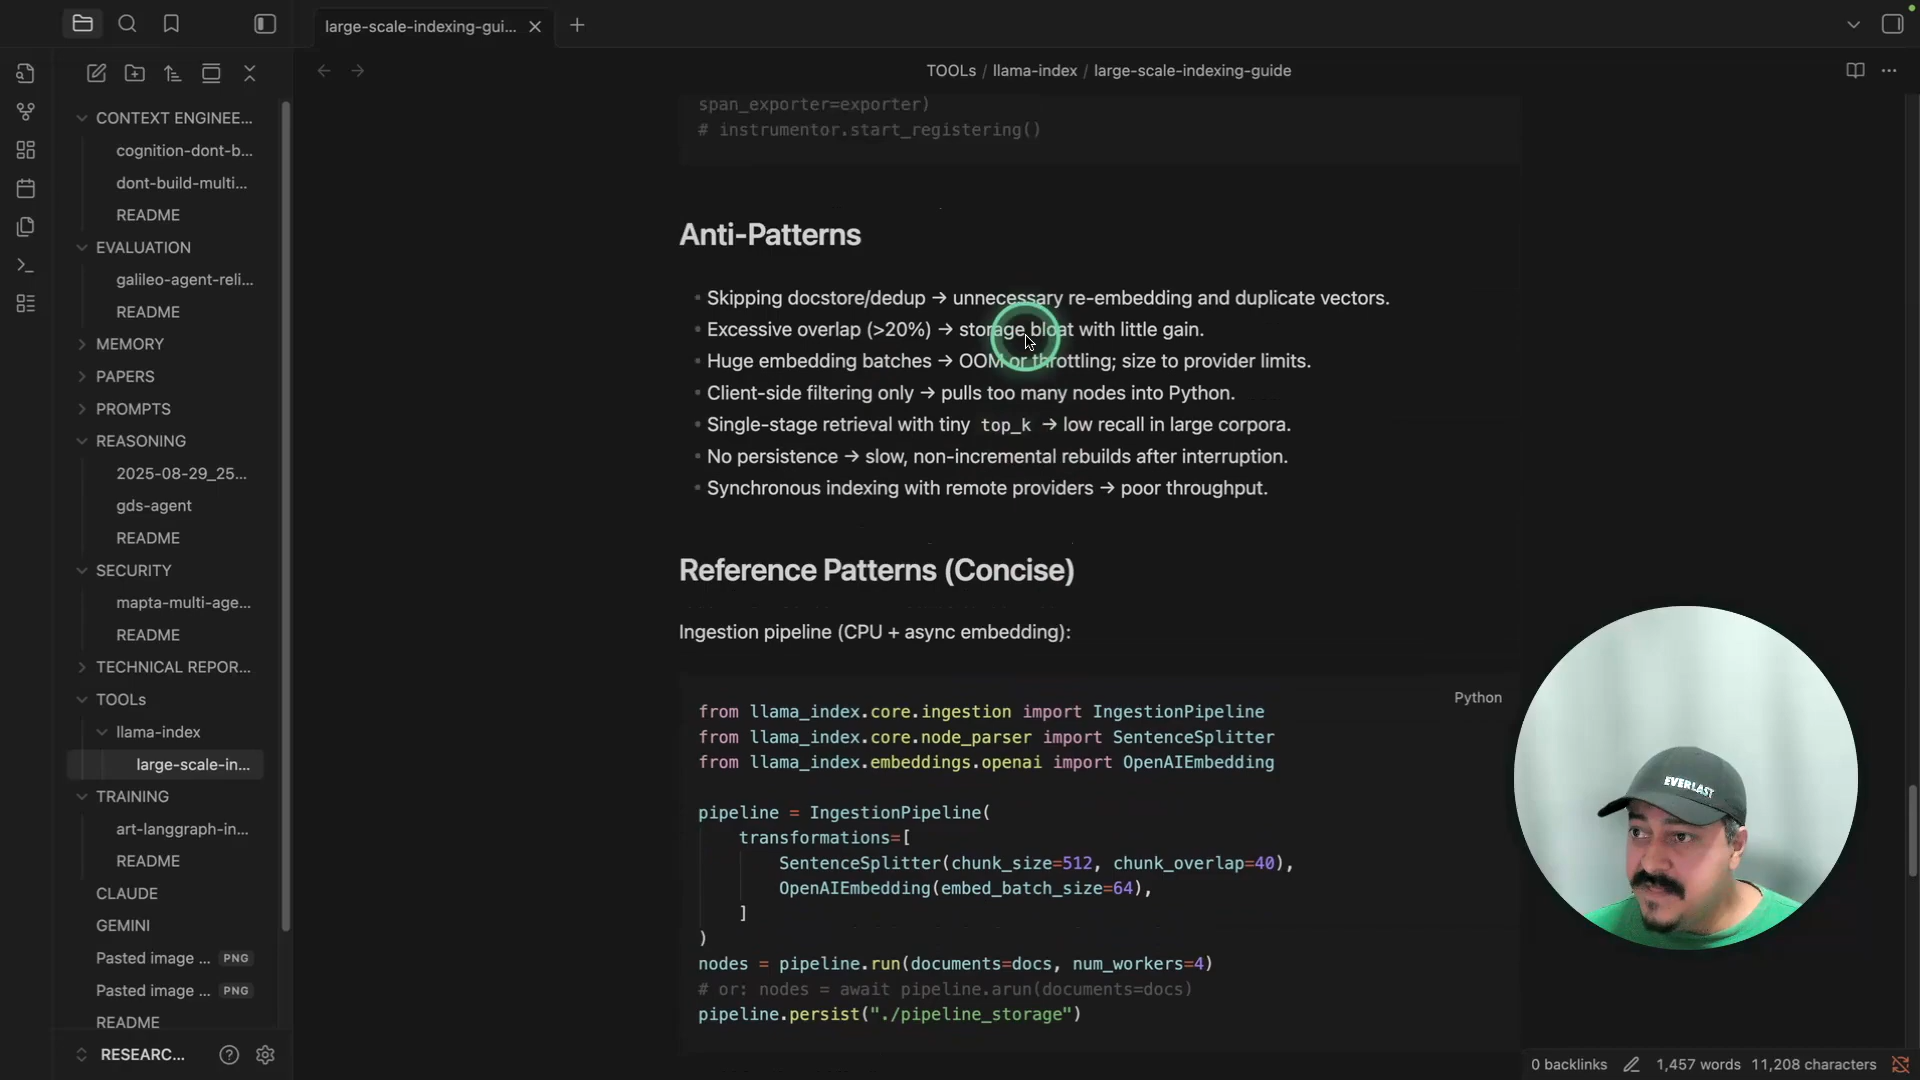 large-scale-indexing-gui...
TOOLs / llama-index / large-scale-indexing-guide
CONTEXT ENGINEE...
cognition-dont-b...
dont-build-multi...
README
EVALUATION
galileo-agent-reli...
README
MEMORY
PAPERS
PROMPTS
REASONING
2025-08-29_25...
gds-agent
README
SECURITY
mapta-multi-age...
README
TECHNICAL REPOR...
TOOLs
llama-index
large-scale-in...
TRAINING
art-langgraph-in...
README
CLAUDE
GEMINI
Pasted image ... PNG
Pasted image ... PNG
README
RESEARC...
span_exporter=exporter)
# instrumentor.start_registering()
Anti-Patterns
• Skipping docstore/dedup → unnecessary re-embedding and duplicate vectors.
• Excessive overlap (>20%) → storage bloat with little gain.
• Huge embedding batches → OOM or throttling; size to provider limits.
• Client-side filtering only → pulls too many nodes into Python.
• Single-stage retrieval with tiny top_k → low recall in large corpora.
• No persistence → slow, non-incremental rebuilds after interruption.
• Synchronous indexing with remote providers → poor throughput.
Reference Patterns (Concise)
Ingestion pipeline (CPU + async embedding):
Python
from llama_index.core.ingestion import IngestionPipeline
from llama_index.core.node_parser import SentenceSplitter
from llama_index.embeddings.openai import OpenAIEmbedding
pipeline = IngestionPipeline(
transformations=[
SentenceSplitter(chunk_size=512, chunk_overlap=40),
OpenAIEmbedding(embed_batch_size=64),
]
)
nodes = pipeline.run(documents=docs, num_workers=4)
# or: nodes = await pipeline.arun(documents=docs)
pipeline.persist("./pipeline_storage")
EVERLAST
0 backlinks 1,457 words 11,208 characters